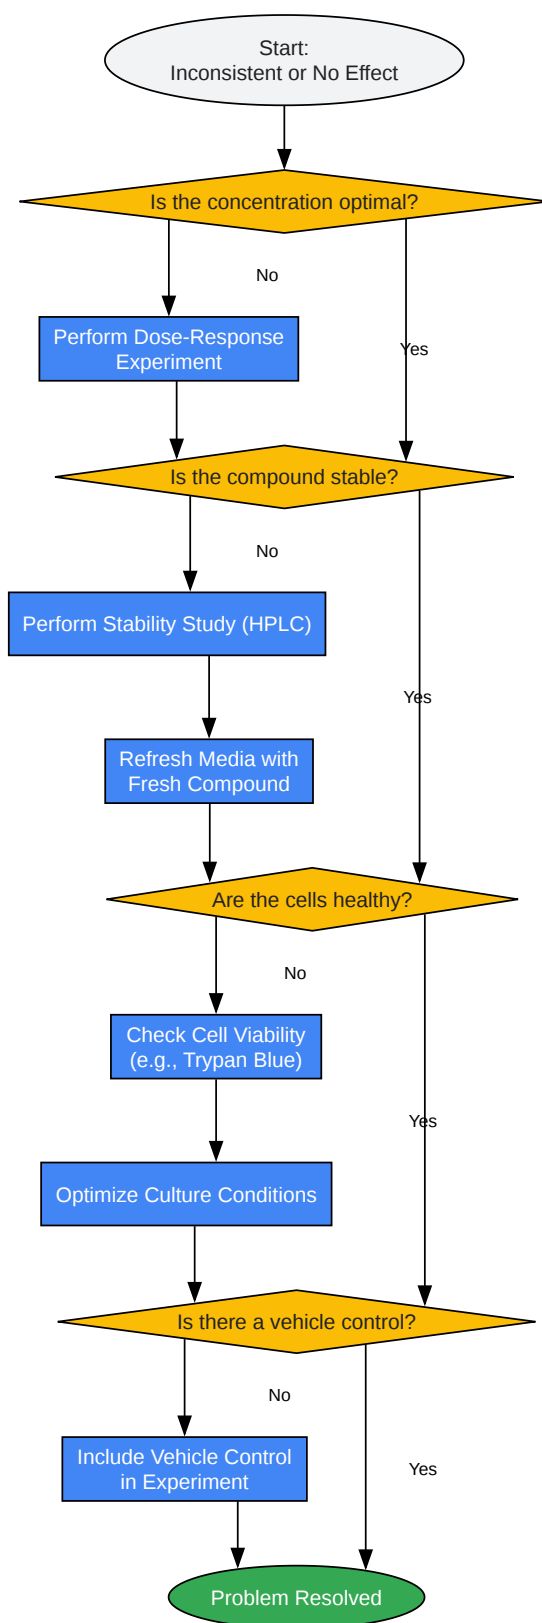 Start:
Inconsistent or No Effect
Is the concentration optimal?
No
Perform Dose-Response
Experiment
Yes
Is the compound stable?
No
Perform Stability Study (HPLC)
Yes
Refresh Media with
Fresh Compound
Are the cells healthy?
No
Check Cell Viability
(e.g., Trypan Blue)
Yes
Optimize Culture Conditions
Is there a vehicle control?
No
Include Vehicle Control
in Experiment
Yes
Problem Resolved